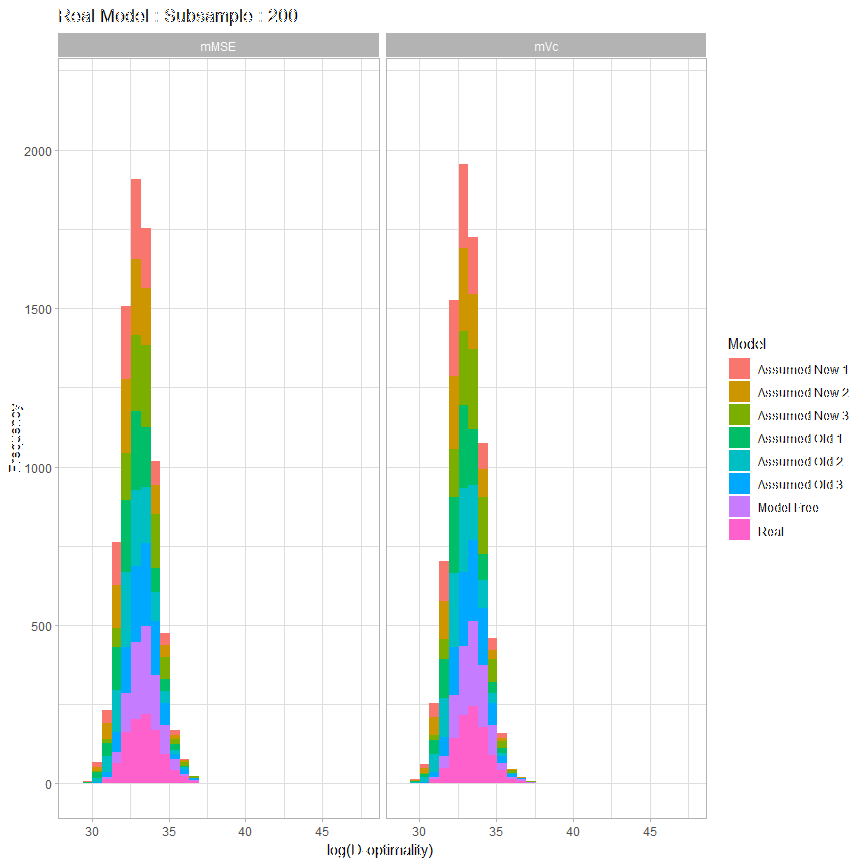 Real Model : Subsample : 200
mMSE
mVc
2000
1500
1000
500
0
Frequency
30
35
40
45
30
35
40
45
log(D-optimality)
Model
Assumed New 1
Assumed New 2
Assumed New 3
Assumed Old 1
Assumed Old 2
Assumed Old 3
Model Free
Real